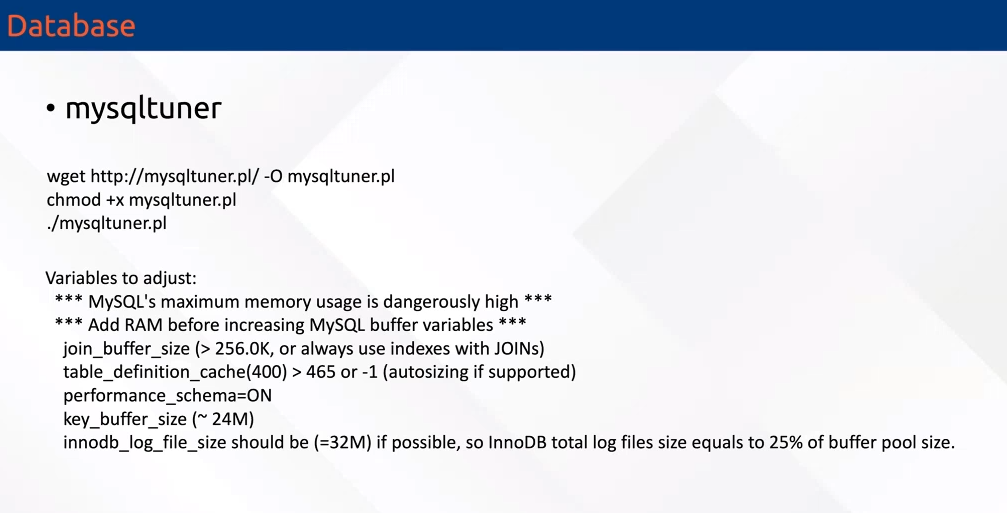 Database
• mysqltuner
wget http://mysqltuner.pl/ -O mysqltuner.pl
chmod +x mysqltuner.pl
./mysqltuner.pl
Variables to adjust:
*** MySQL's maximum memory usage is dangerously high ***
*** Add RAM before increasing MySQL buffer variables ***
join_buffer_size (> 256.0K, or always use indexes with JOINs)
table_definition_cache(400) > 465 or -1 (autosizing if supported)
performance_schema=ON
key_buffer_size (~ 24M)
innodb_log_file_size should be (=32M) if possible, so InnoDB total log files size equals to 25% of buffer pool size.